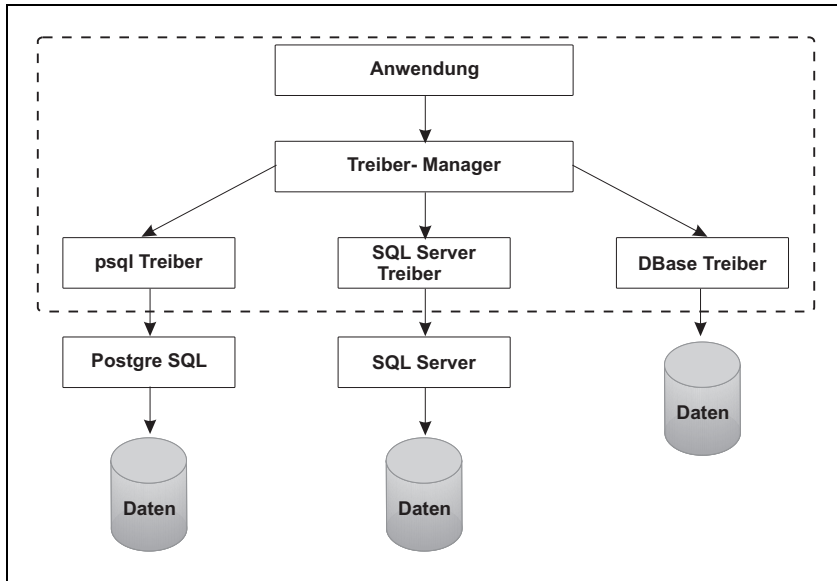 Anwendung
Treiber- Manager
psql Treiber
SQL Server
Treiber
DBase Treiber
Postgre SQL
SQL Server
Daten
Daten
Daten